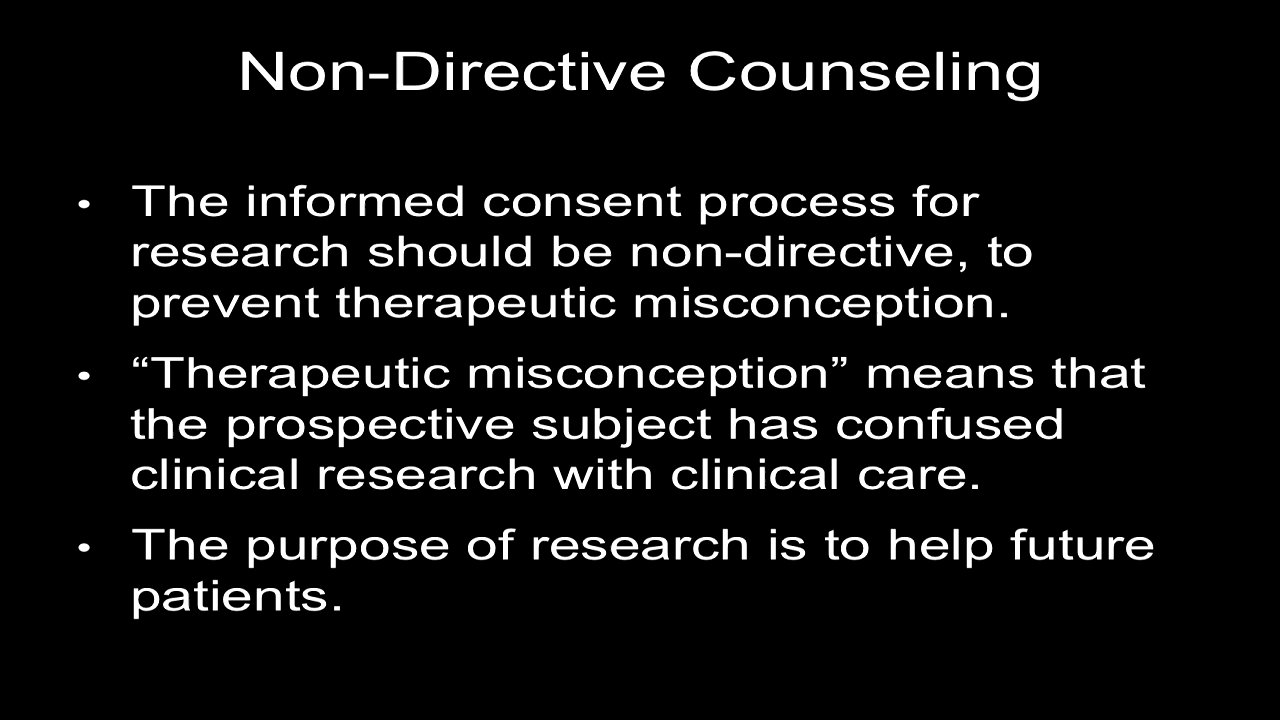 Non-Directive Counseling
• The informed consent process for
research should be non-directive, to
prevent therapeutic misconception.
• “Therapeutic misconception” means that
the prospective subject has confused
clinical research with clinical care.
• The purpose of research is to help future
patients.